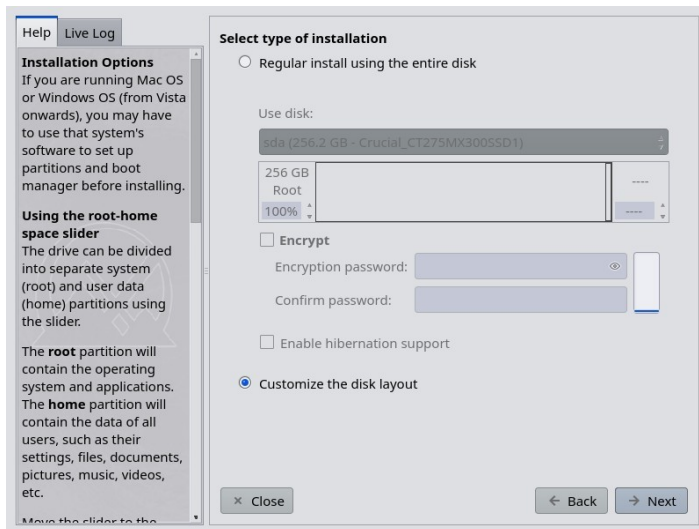 Help
Live Log
Installation Options
If you are running Mac OS
or Windows OS (from Vista
onwards), you may have
to use that system's
software to set up
partitions and boot
manager before installing.
Using the root-home
space slider
The drive can be divided
into separate system
(root) and user data
(home) partitions using
the slider.
The root partition will
contain the operating
system and applications.
The home partition will
contain the data of all
users, such as their
settings, files, documents,
pictures, music, videos,
etc.
Move the slider to the
Select type of installation
Regular install using the entire disk
Use disk:
sda (256.2 GB - Crucial_CT275MX300SSD1)
256 GB
Root
100%
----
----
Encrypt
Encryption password:
Confirm password:
Enable hibernation support
Customize the disk layout
Close
Back
Next